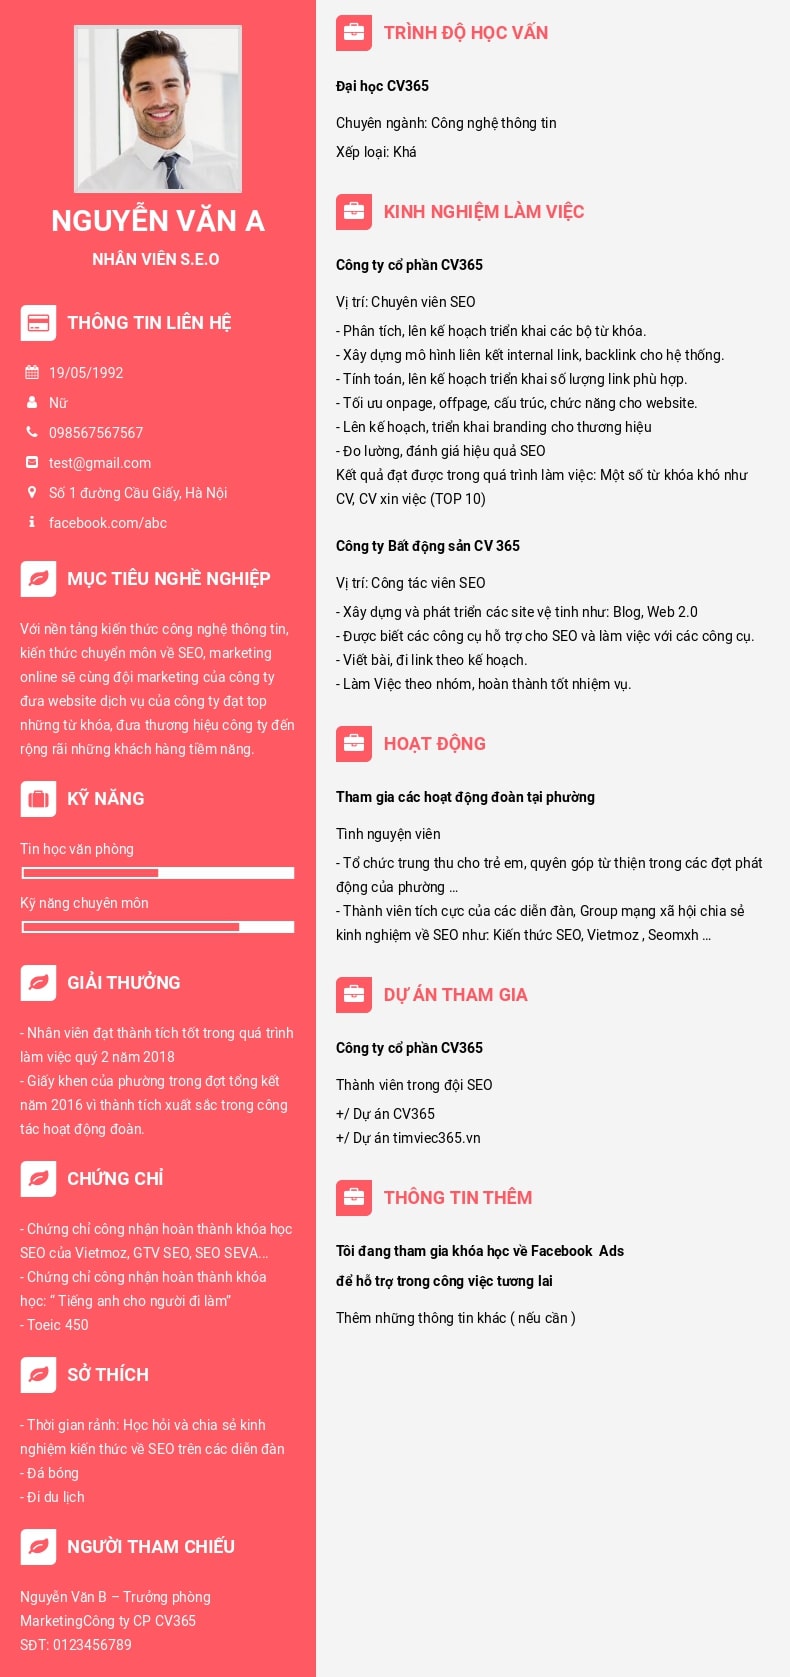 NGUYỄN VĂN A
NHÂN VIÊN S.E.O
THÔNG TIN LIÊN HỆ
19/05/1992
Nữ
098567567567
test@gmail.com
Số 1 đường Cầu Giấy, Hà Nội
facebook.com/abc
MỤC TIÊU NGHỀ NGHIỆP
Với nền tảng kiến thức công nghệ thông tin,
kiến thức chuyển môn về SEO, marketing
online sẽ cùng đội marketing của công ty
đưa website dịch vụ của công ty đạt top
những từ khóa, đưa thương hiệu công ty đến
rộng rãi những khách hàng tiềm năng.
KỸ NĂNG
Tin học văn phòng
Kỹ năng chuyên môn
GIẢI THƯỞNG
- Nhân viên đạt thành tích tốt trong quá trình
làm việc quý 2 năm 2018
- Giấy khen của phường trong đợt tổng kết
năm 2016 vì thành tích xuất sắc trong công
tác hoạt động đoàn.
CHỨNG CHỈ
- Chứng chỉ công nhận hoàn thành khóa học
SEO của Vietmoz, GTV SEO, SEO SEVA...
- Chứng chỉ công nhận hoàn thành khóa
học: “ Tiếng anh cho người đi làm”
- Toeic 450
SỞ THÍCH
- Thời gian rảnh: Học hỏi và chia sẻ kinh
nghiệm kiến thức về SEO trên các diễn đàn
- Đá bóng
- Đi du lịch
NGƯỜI THAM CHIẾU
Nguyễn Văn B – Trưởng phòng
MarketingCông ty CP CV365
SĐT: 0123456789
TRÌNH ĐỘ HỌC VẤN
Đại học CV365
Chuyên ngành: Công nghệ thông tin
Xếp loại: Khá
KINH NGHIỆM LÀM VIỆC
Công ty cổ phần CV365
Vị trí: Chuyên viên SEO
- Phân tích, lên kế hoạch triển khai các bộ từ khóa.
- Xây dựng mô hình liên kết internal link, backlink cho hệ thống.
- Tính toán, lên kế hoạch triển khai số lượng link phù hợp.
- Tối ưu onpage, offpage, cấu trúc, chức năng cho website.
- Lên kế hoạch, triển khai branding cho thương hiệu
- Đo lường, đánh giá hiệu quả SEO
Kết quả đạt được trong quá trình làm việc: Một số từ khóa khó như
CV, CV xin việc (TOP 10)
Công ty Bất động sản CV 365
Vị trí: Công tác viên SEO
- Xây dựng và phát triển các site vệ tinh như: Blog, Web 2.0
- Được biết các công cụ hỗ trợ cho SEO và làm việc với các công cụ.
- Viết bài, đi link theo kế hoạch.
- Làm Việc theo nhóm, hoàn thành tốt nhiệm vụ.
HOẠT ĐỘNG
Tham gia các hoạt động đoàn tại phường
Tình nguyện viên
- Tổ chức trung thu cho trẻ em, quyên góp từ thiện trong các đợt phát
động của phường ...
- Thành viên tích cực của các diễn đàn, Group mạng xã hội chia sẻ
kinh nghiệm về SEO như: Kiến thức SEO, Vietmoz , Seomxh ...
DỰ ÁN THAM GIA
Công ty cổ phần CV365
Thành viên trong đội SEO
+/ Dự án CV365
+/ Dự án timviec365.vn
THÔNG TIN THÊM
Tôi đang tham gia khóa học về Facebook  Ads
để hỗ trợ trong công việc tương lai
Thêm những thông tin khác ( nếu cần )